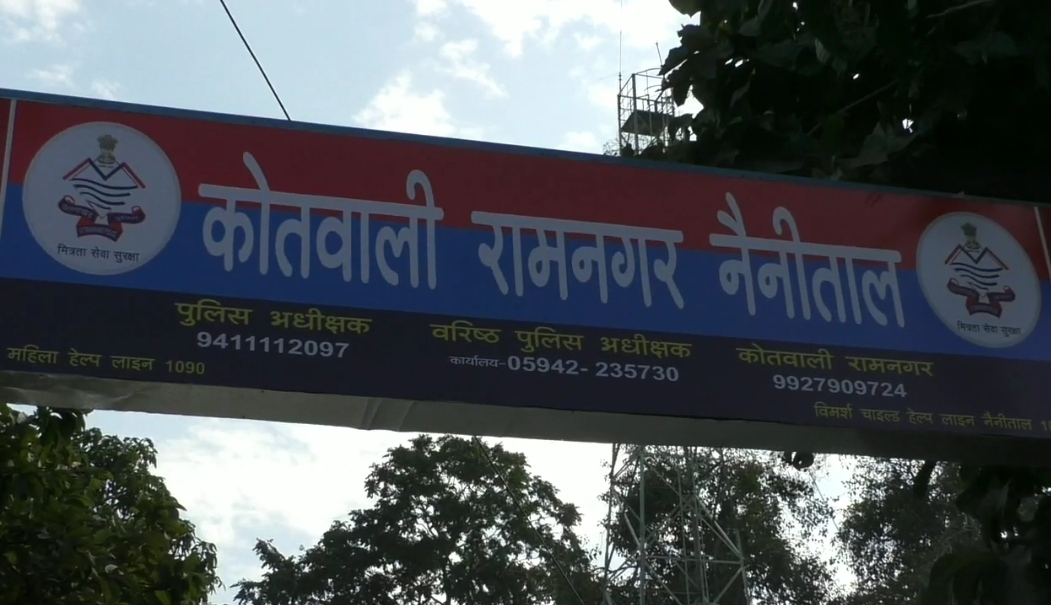 कोतवाली रामनगर नैनीताल
मित्रता सेवा सुरक्षा
मित्रता सेवा सुरक्षा
पुलिस अधीक्षक
9411112097
वरिष्ठ पुलिस अधीक्षक
कार्यालय-05942- 235730
कोतवाली रामनगर
9927909724
महिला हेल्प लाइन 1090
विमर्श चाइल्ड हेल्प लाइन नैनीताल